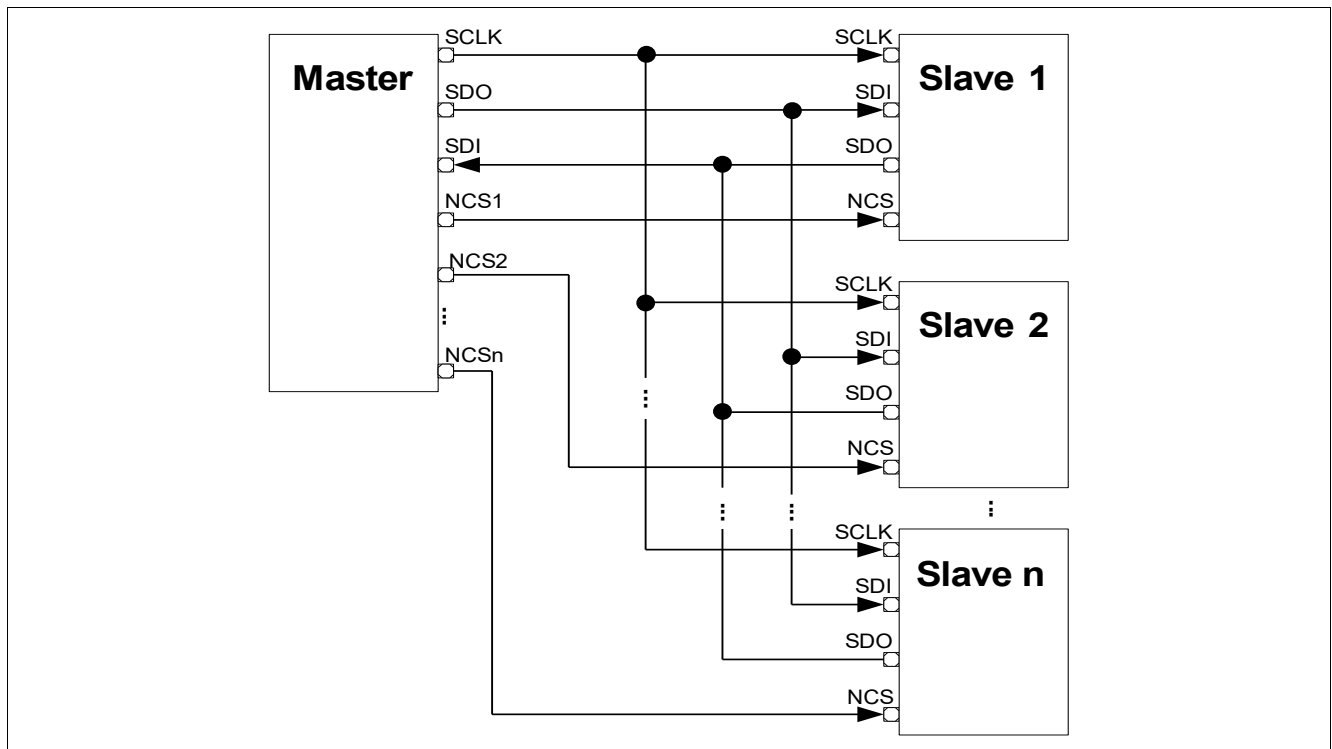 Master
SCLK
SDO
SDI
NCS1
NCS2
...
NCSn
SCLK
Slave 1
SDI
SDO
NCS
SCLK
Slave 2
SDI
SDO
NCS
...
...
...
...
SCLK
Slave n
SDI
SDO
NCS